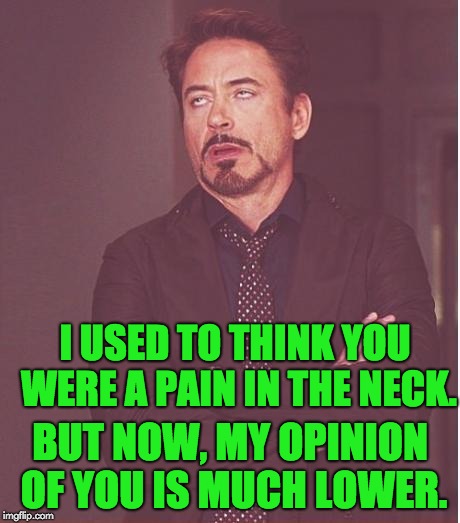 I USED TO THINK YOU
WERE A PAIN IN THE NECK.
BUT NOW, MY OPINION
OF YOU IS MUCH LOWER.
imgflip.com